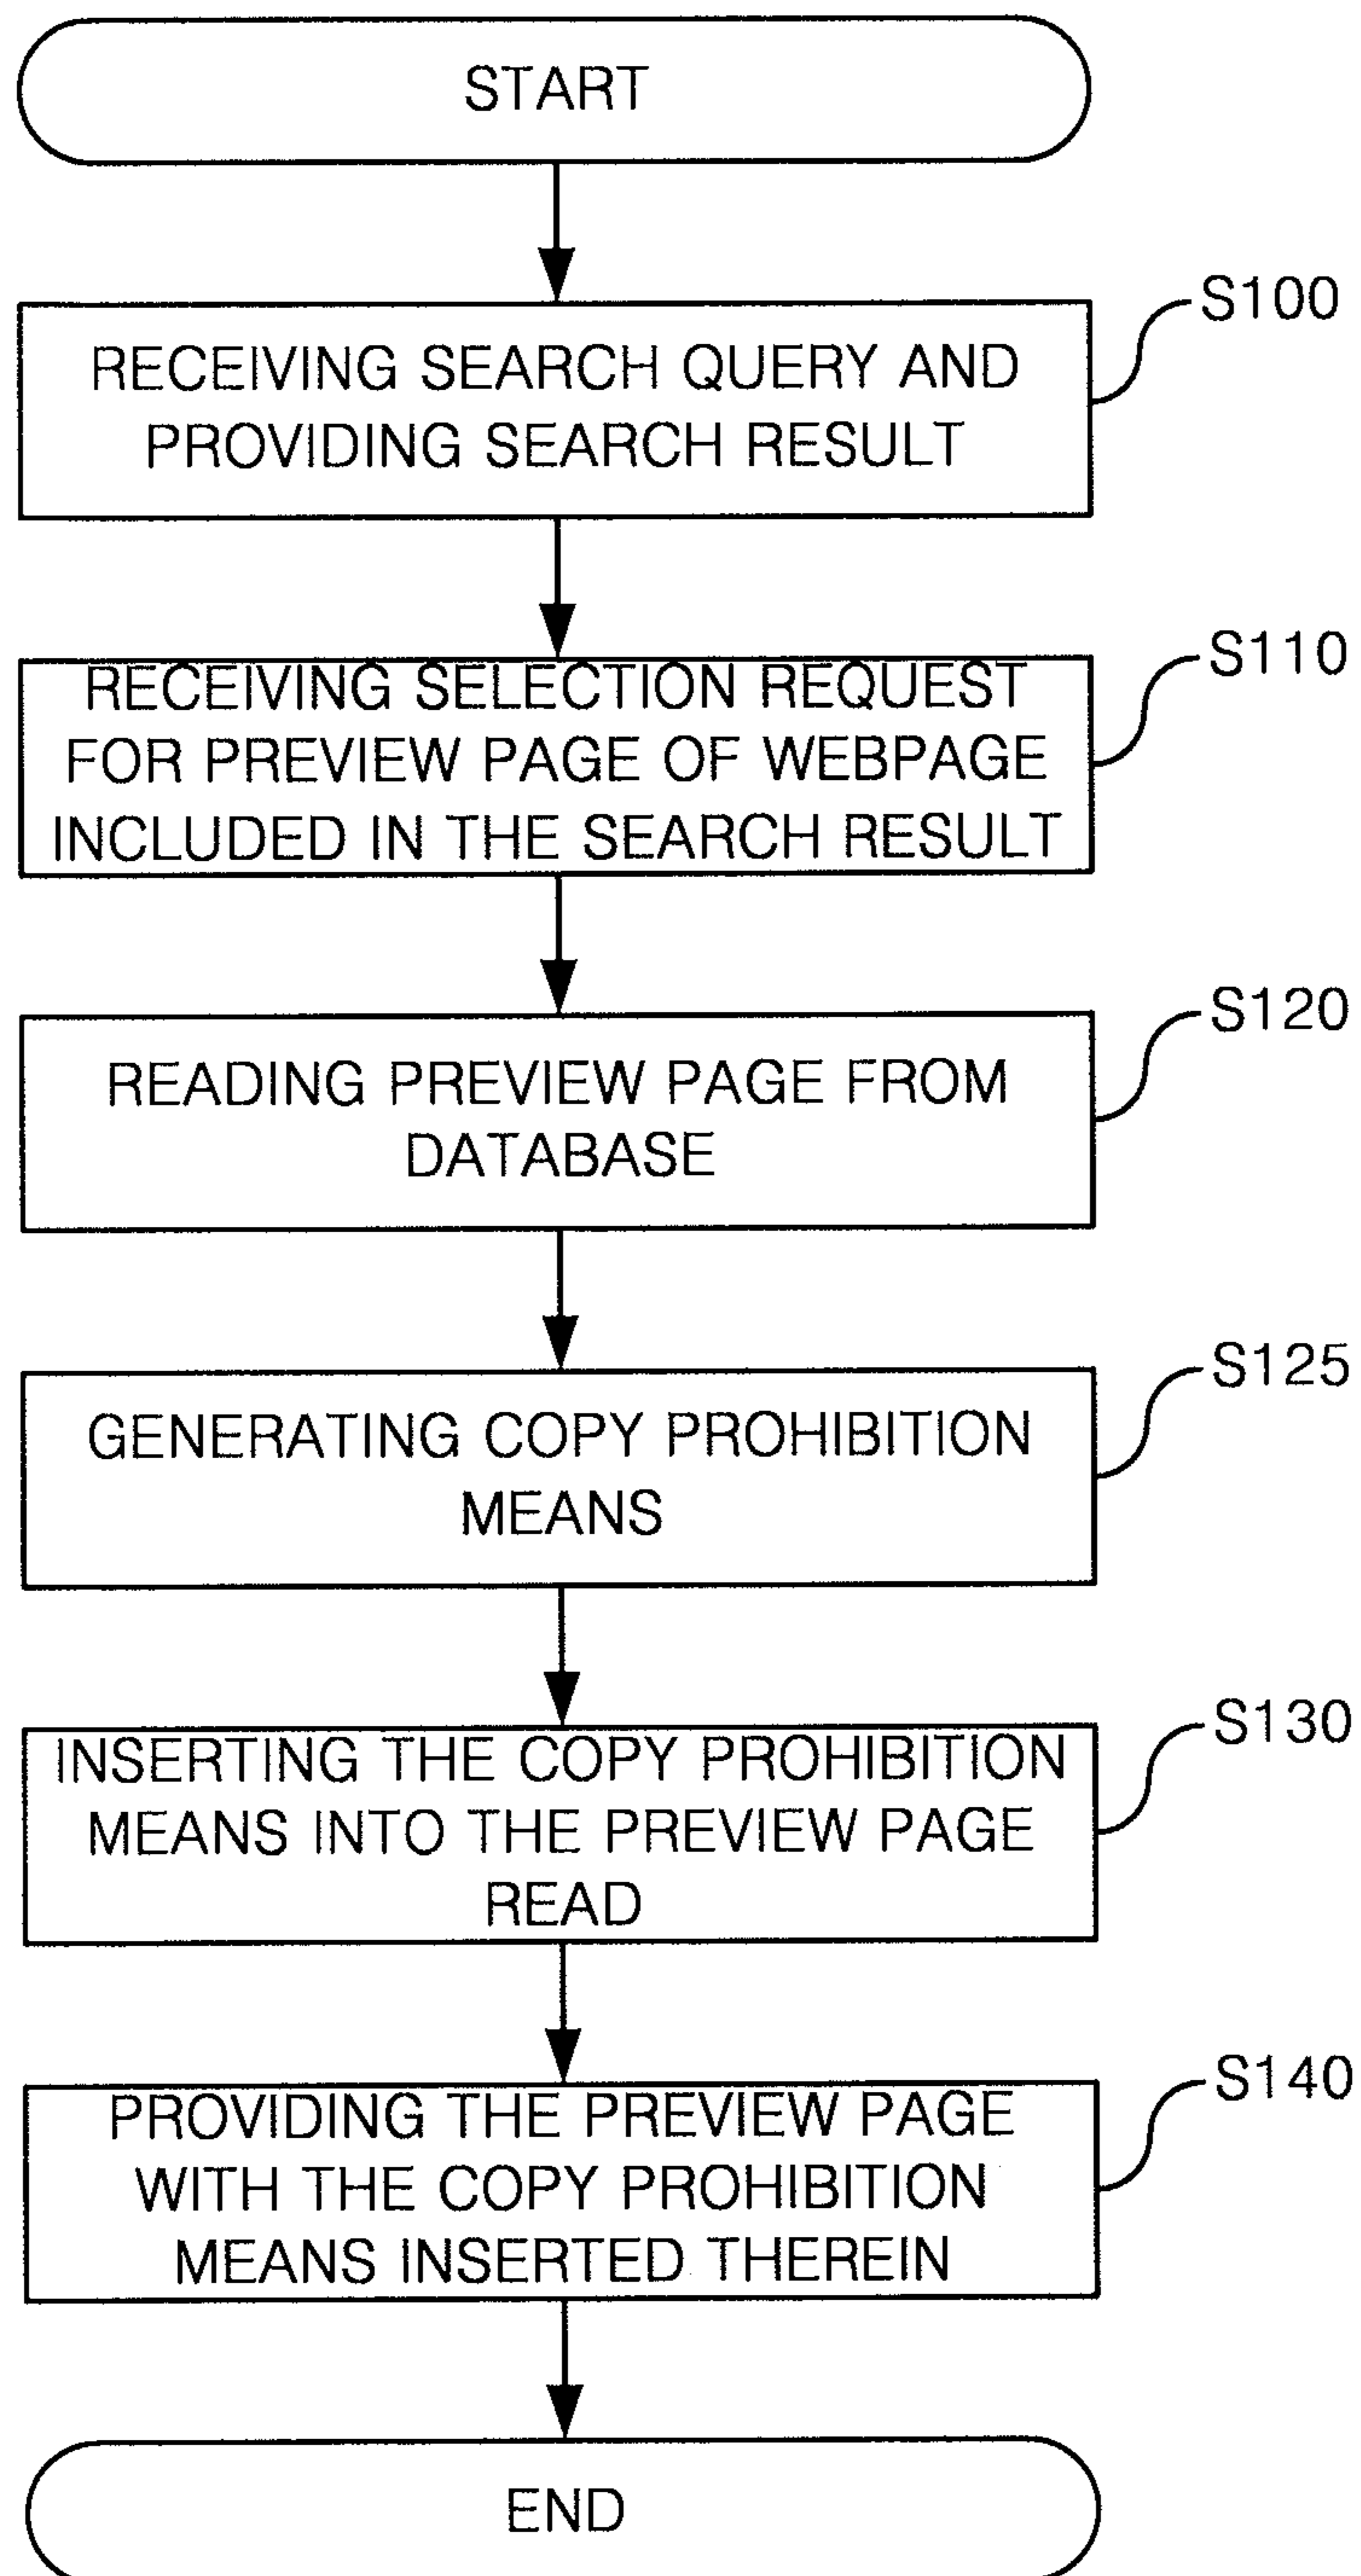 START
S100
RECEIVING SEARCH QUERY AND
PROVIDING SEARCH RESULT
S110
RECEIVING SELECTION REQUEST
FOR PREVIEW PAGE OF WEBPAGE
INCLUDED IN THE SEARCH RESULT
S120
READING PREVIEW PAGE FROM
DATABASE
S125
GENERATING COPY PROHIBITION
MEANS
S130
INSERTING THE COPY PROHIBITION
MEANS INTO THE PREVIEW PAGE
READ
S140
PROVIDING THE PREVIEW PAGE
WITH THE COPY PROHIBITION
MEANS INSERTED THEREIN
END